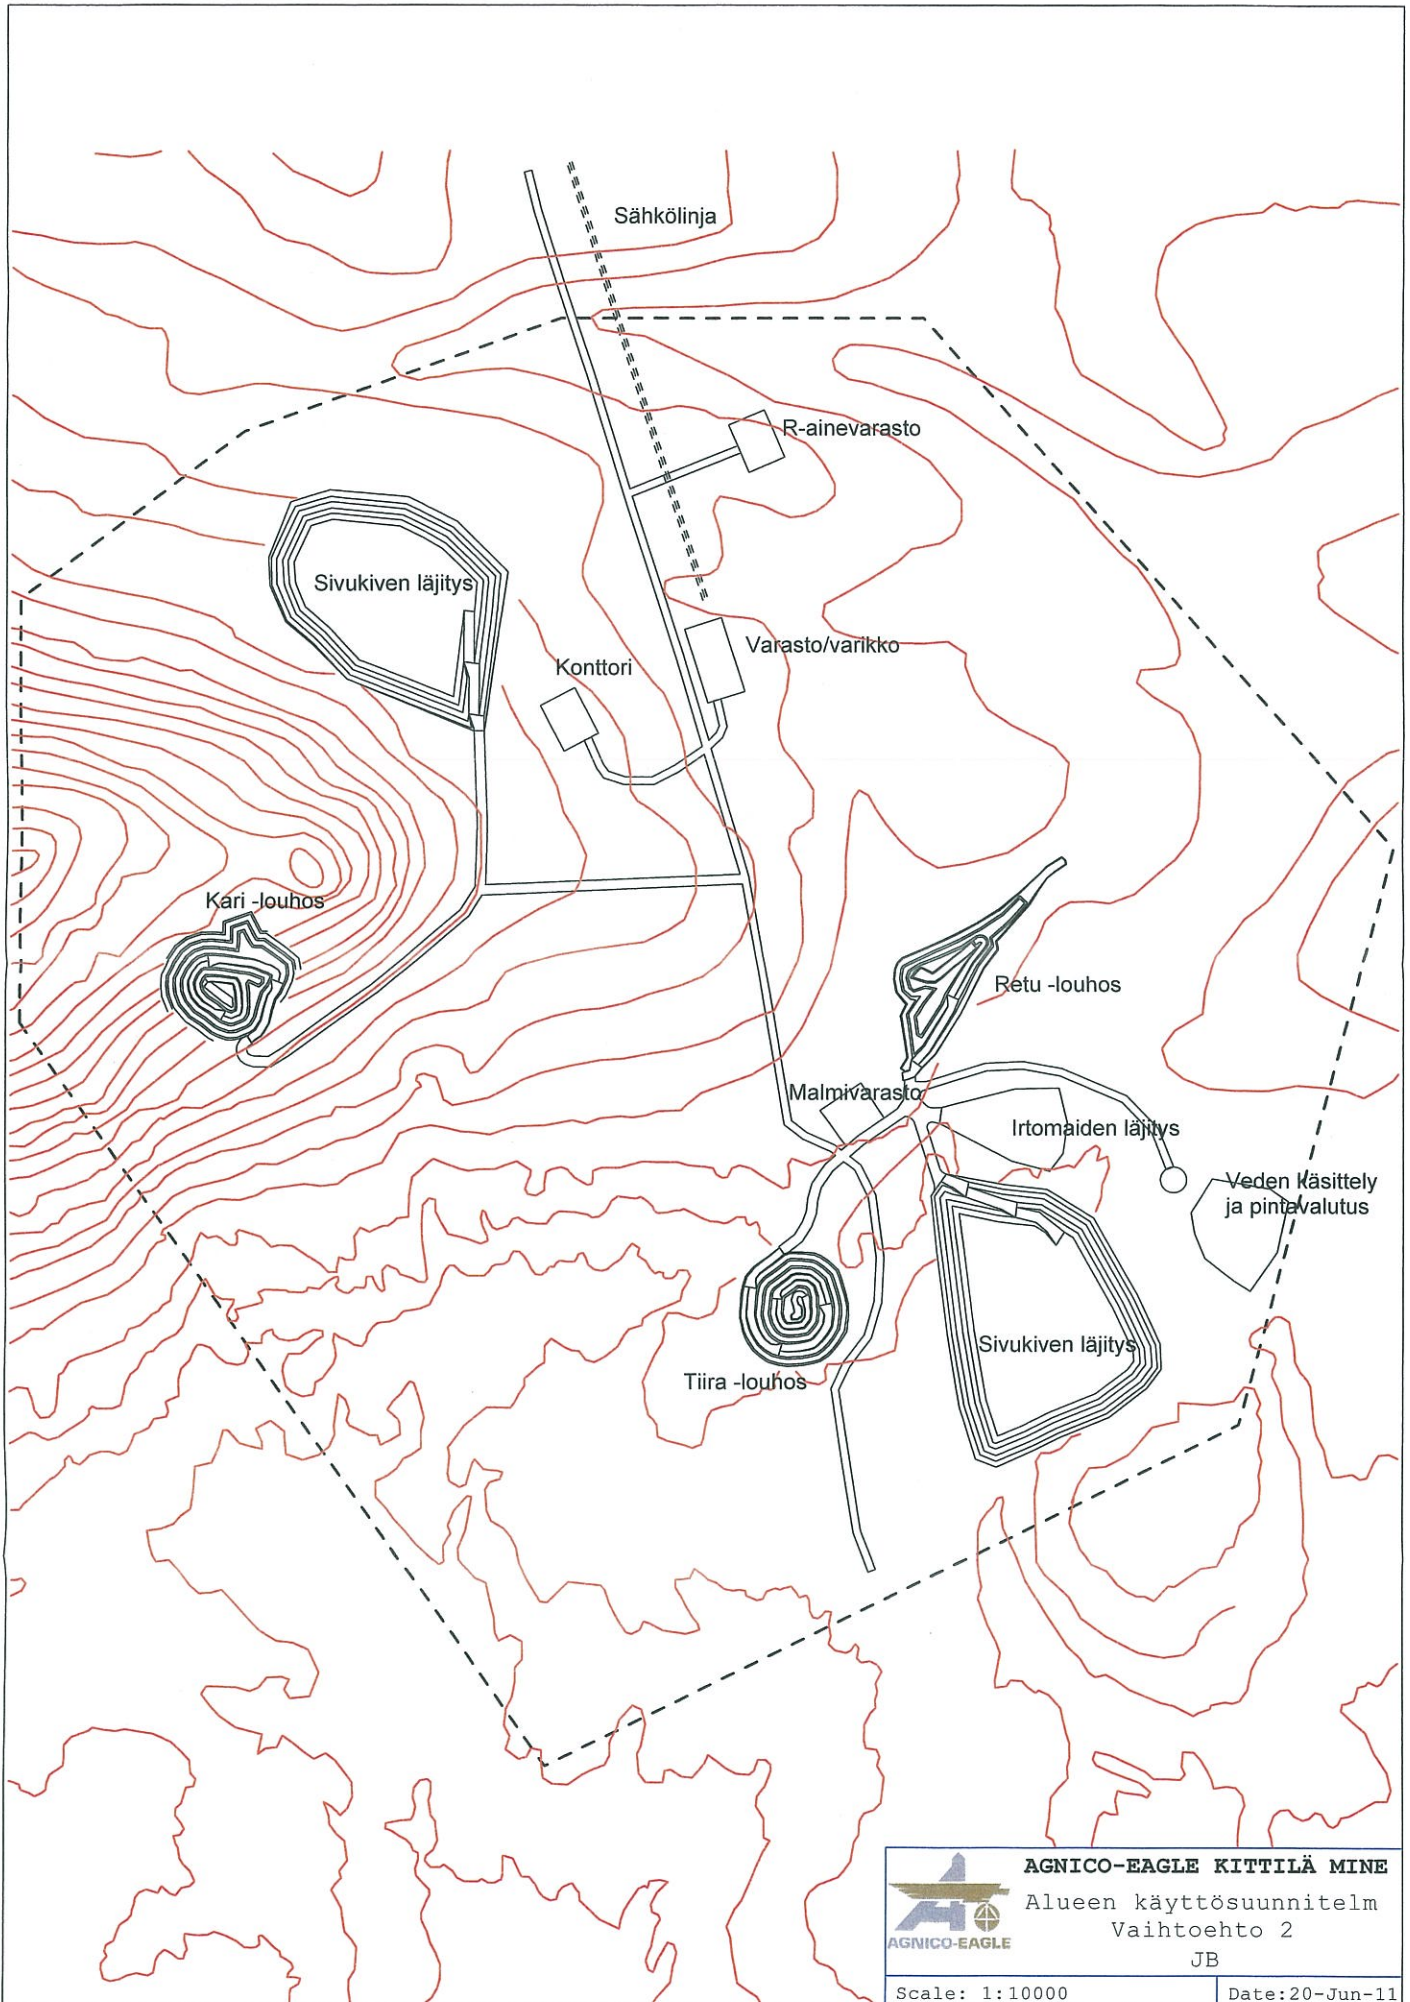 Sähkölinja
R-ainevarasto
Sivukiven läjitys
Varasto/varikko
Konttori
Kari -louhos
Retu -louhos
Malmivarasto
Irtomaiden läjitys
Veden käsittely
ja pintavalutus
Sivukiven läjitys
Tiira -louhos
AGNICO-EAGLE KITTILÄ MINE
Alueen käyttösuunnitelm
Vaihtoehto 2
JB
AGNICO-EAGLE
Scale: 1:10000
Date:20-Jun-11